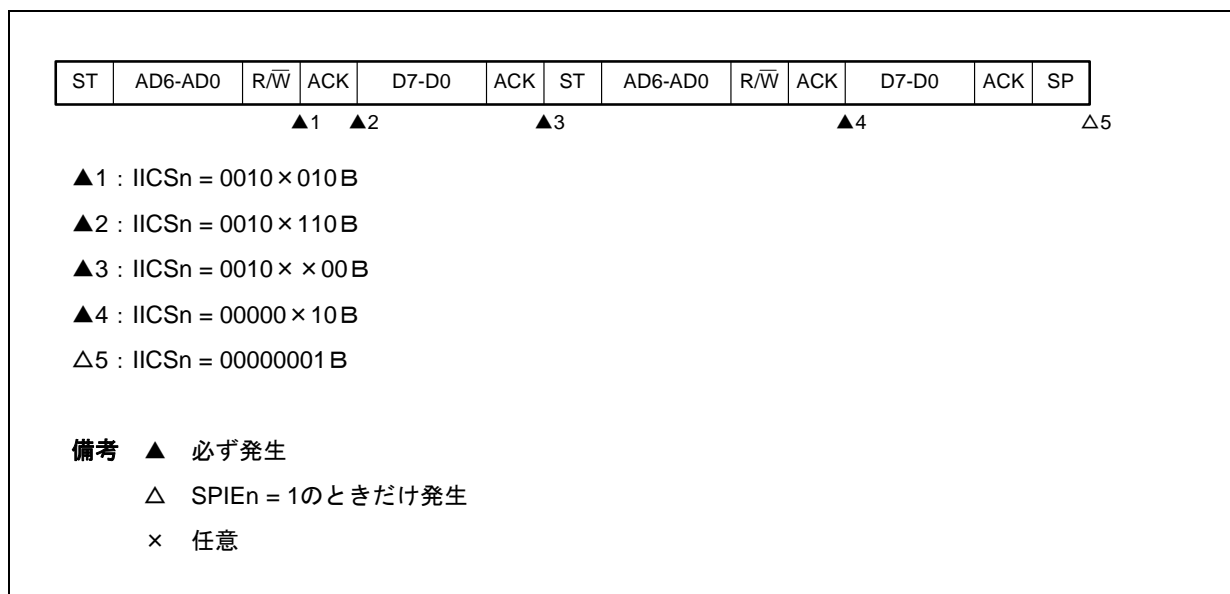 ST AD6-AD0 R/W̅ ACK D7-D0 ACK ST AD6-AD0 R/W̅ ACK D7-D0 ACK SP
▲1 ▲2 ▲3 ▲4 △5
▲1：IICSn = 0010×010B
▲2：IICSn = 0010×110B
▲3：IICSn = 0010××00B
▲4：IICSn = 00000×10B
△5：IICSn = 00000001B
備考 ▲ 必ず発生
△ SPIEn = 1のときだけ発生
× 任意